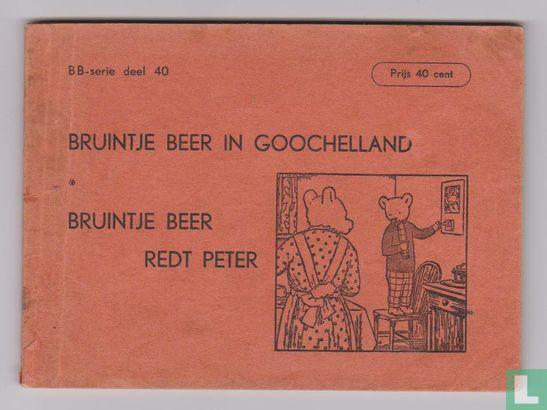 BB-serie deel 40
Prijs 40 cent
BRUINTJE BEER IN GOOCHELLAND
*
BRUINTJE BEER
REDT PETER
L